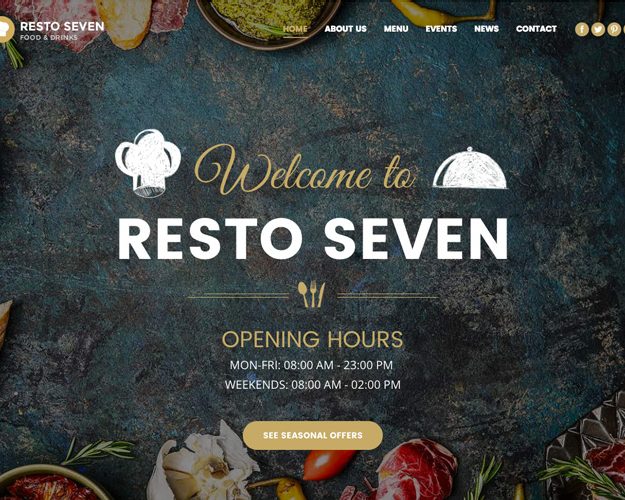 RESTO SEVEN
FOOD & DRINKS
HOME ABOUT US MENU EVENTS NEWS CONTACT
Welcome to
RESTO SEVEN
OPENING HOURS
MON-FRI: 08:00 AM - 23:00 PM
WEEKENDS: 08:00 AM - 02:00 PM
SEE SEASONAL OFFERS